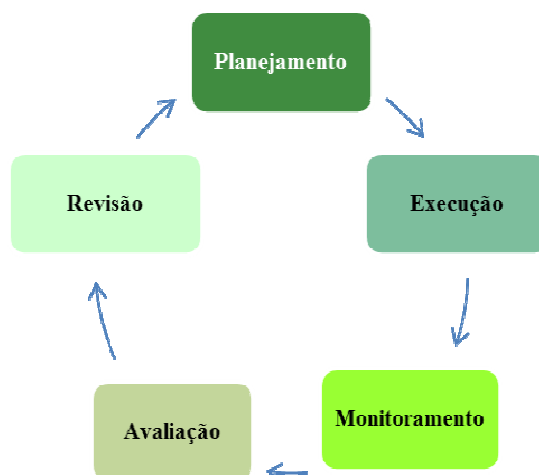 Planejamento
Execução
Monitoramento
Avaliação
Revisão